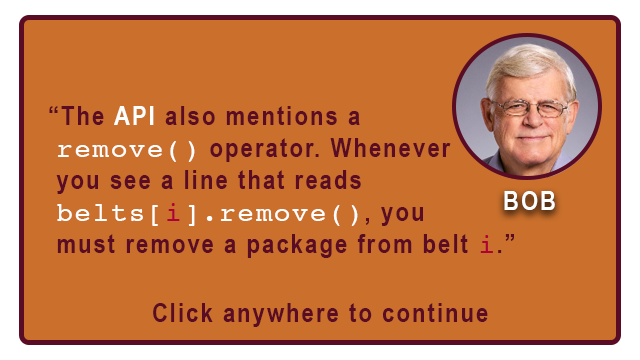 “The API also mentions a
remove() operator. Whenever
you see a line that reads
belts[i].remove(), you
must remove a package from belt i.”
BOB
Click anywhere to continue